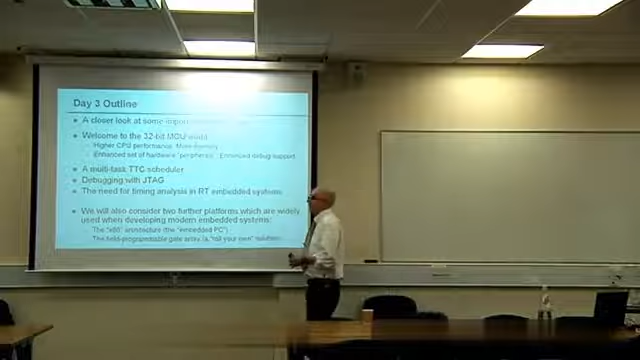 Day 3 Outline
A closer look at some
Welcome to the 32-bit MCU world
Higher CPU performance. More memory.
Enhanced set of hardware "peripherals". Enhanced debug support.
A multi-task TTC scheduler
Debugging with JTAG
The need for timing analysis in RT embedded systems
We will also consider two further platforms which are widely
used when developing modern embedded systems:
The "x86" architecture (the "embedded PC").
The field-programmable gate array (a "roll your own" solution).